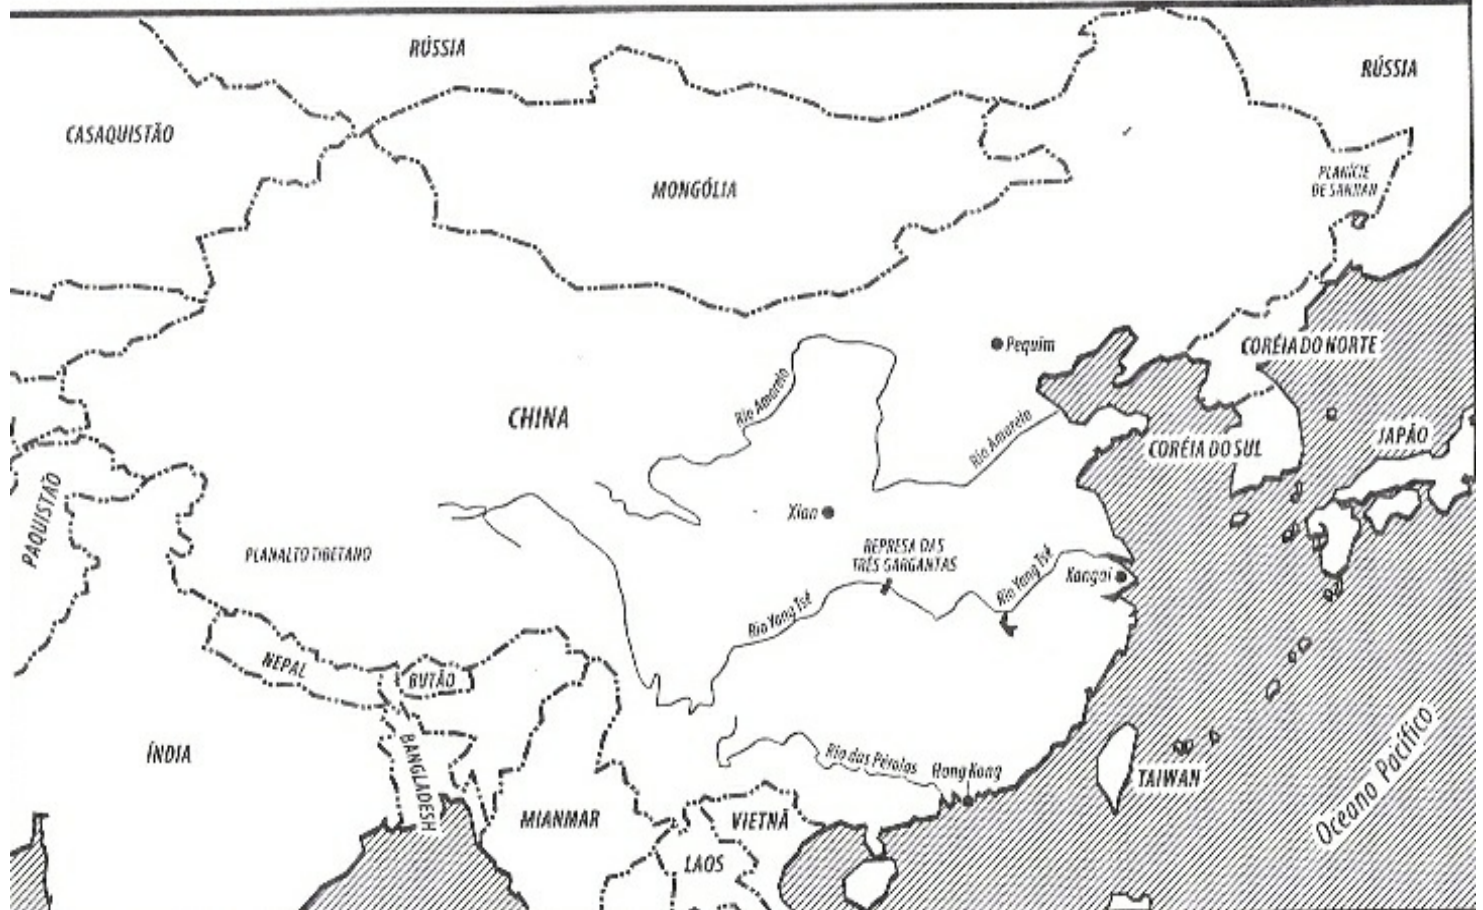 RÚSSIA
RÚSSIA
CASAQUISTÃO
MONGÓLIA
PLANÍCIE
DE SANHAN
Pequim
CORÉIA DO NORTE
Rio Amarelo
CHINA
Rio Amarelo
JAPÃO
CORÉIA DO SUL
PAQUISTÃO
Xian
PLANALTO TIBETANO
REPRESA DAS
TRÊS GARGANTAS
Rio Yang Tsé
Xangai
Rio Yang Tsé
NEPAL
BUTÃO
ÍNDIA
BANGLADESH
Rio das Pérolas
Hong Kong
TAIWAN
Oceano Pacífico
MIANMAR
VIETNÃ
LAOS